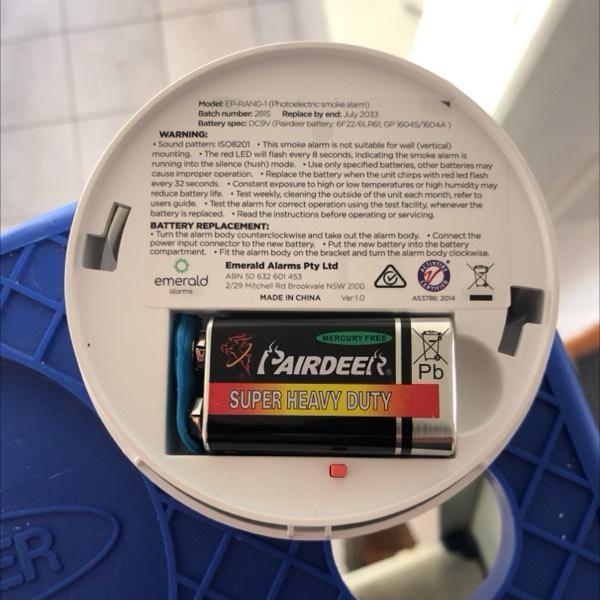 Model: EP-RANG-1 (Photoelectric smoke alarm)
Batch number: 2B15 Replace by end: July 2033
Battery spec: DC9V (Pairdeer battery: 6F22/6LR61; GP 1604S/1604A )
WARNING:
• Sound pattern: ISO8201 • This smoke alarm is not suitable for wall (vertical)
mounting. • The red LED will flash every 8 seconds, indicating the smoke alarm is
running into the silence (hush) mode. • Use only specified batteries, other batteries may
cause improper operation. • Replace the battery when the unit chirps with red led flash
every 32 seconds. • Constant exposure to high or low temperatures or high humidity may
reduce battery life. • Test weekly, cleaning the outside of the unit each month, refer to
users guide. • Test the alarm for correct operation using the test facility, whenever the
battery is replaced. • Read the instructions before operating or servicing.
BATTERY REPLACEMENT:
• Turn the alarm body counterclockwise and take out the alarm body. • Connect the
power input connector to the new battery. • Put the new battery into the battery
compartment. • Fit the alarm body on the bracket and turn the alarm body clockwise.
emerald
alarms
Emerald Alarms Pty Ltd
ABN 50 632 601 453
2/29 Mitchell Rd Brookvale NSW 2100
MADE IN CHINA Ver 1.0
AS3786: 2014
MERCURY FREE
PAIRDEER®
SUPER HEAVY DUTY
Pb
ER